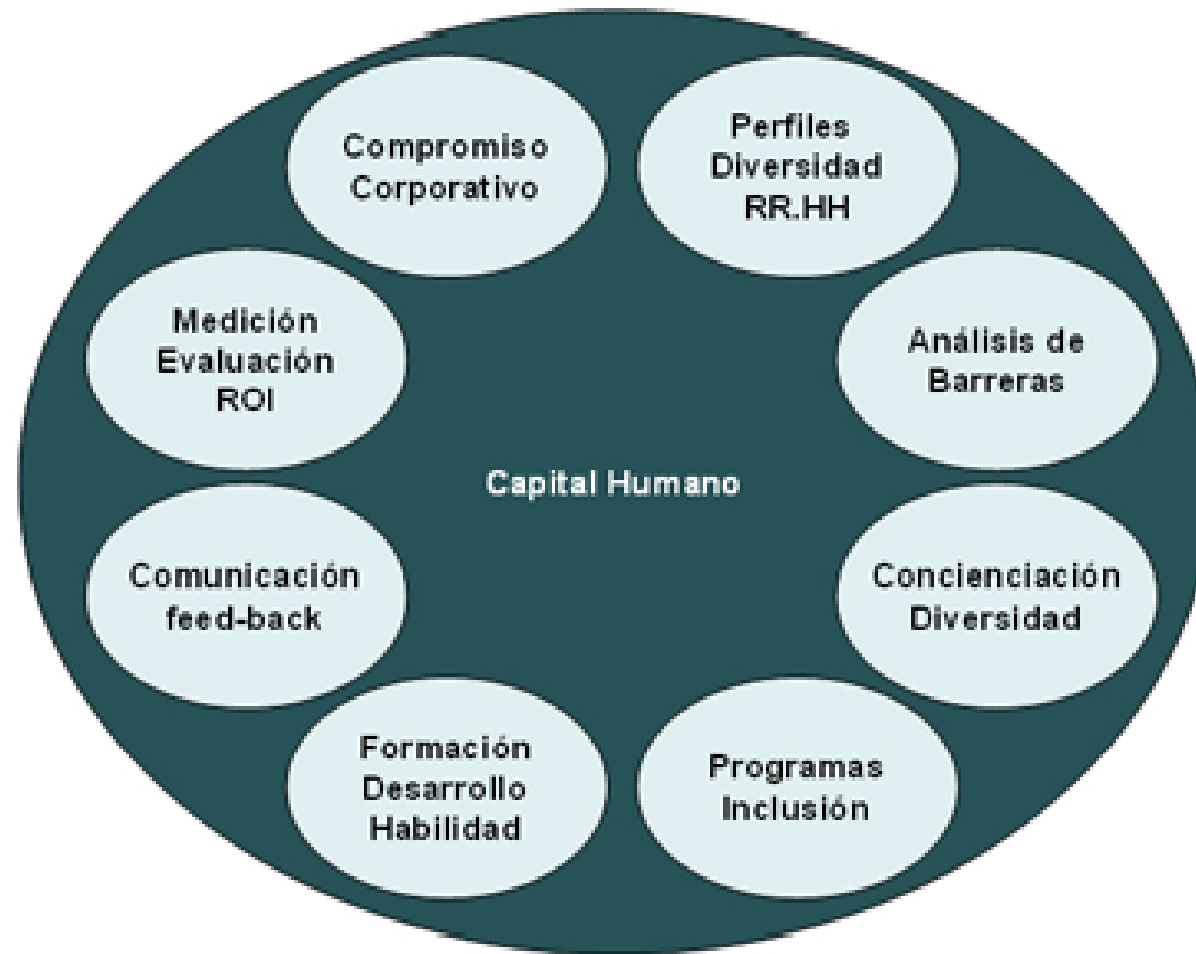 Compromiso
Corporativo
Perfiles
Diversidad
RR.HH
Medición
Evaluación
ROI
Análisis de
Barreras
Capital Humano
Comunicación
feed-back
Concienciación
Diversidad
Formación
Desarrollo
Habilidad
Programas
Inclusión